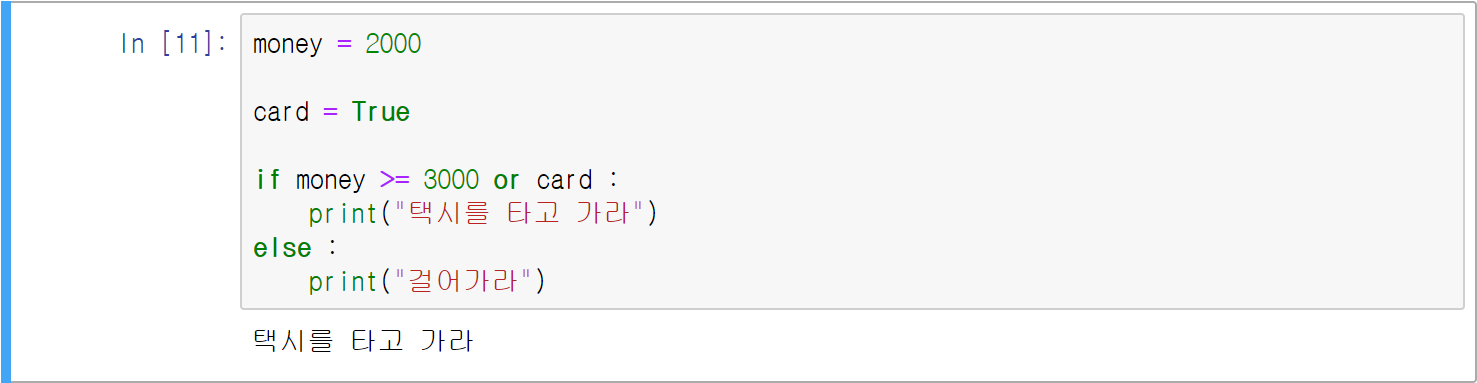 In [11]:
money = 2000
card = True
if money >= 3000 or card :
    print("택시를 타고 가라")
else :
    print("걸어가라")
택시를 타고 가라